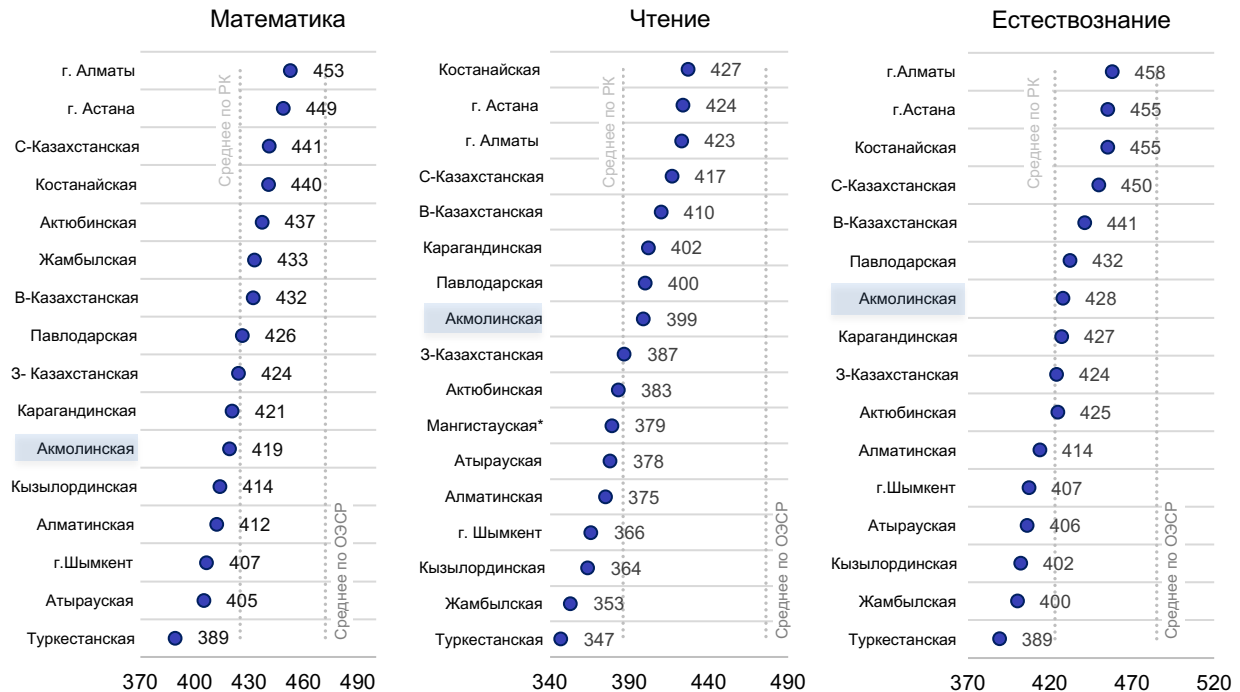 Математика
г. Алматы 453
г. Астана 449
С-Казахстанская 441
Костанайская 440
Актюбинская 437
Жамбылская 433
В-Казахстанская 432
Павлодарская 426
З- Казахстанская 424
Карагандинская 421
Акмолинская 419
Кызылординская 414
Алматинская 412
г.Шымкент 407
Атырауская 405
Туркестанская 389
Среднее по РК
Среднее по ОЭСР
370 400 430 460 490
Чтение
Костанайская 427
г. Астана 424
г. Алматы 423
С-Казахстанская 417
В-Казахстанская 410
Карагандинская 402
Павлодарская 400
Акмолинская 399
З-Казахстанская 387
Актюбинская 383
Мангистауская* 379
Атырауская 378
Алматинская 375
г. Шымкент 366
Кызылординская 364
Жамбылская 353
Туркестанская 347
Среднее по РК
Среднее по ОЭСР
340 390 440 490
Естествознание
г.Алматы 458
г.Астана 455
Костанайская 455
С-Казахстанская 450
В-Казахстанская 441
Павлодарская 432
Акмолинская 428
Карагандинская 427
З-Казахстанская 424
Актюбинская 425
Алматинская 414
г.Шымкент 407
Атырауская 406
Кызылординская 402
Жамбылская 400
Туркестанская 389
Среднее по РК
Среднее по ОЭСР
370 420 470 520